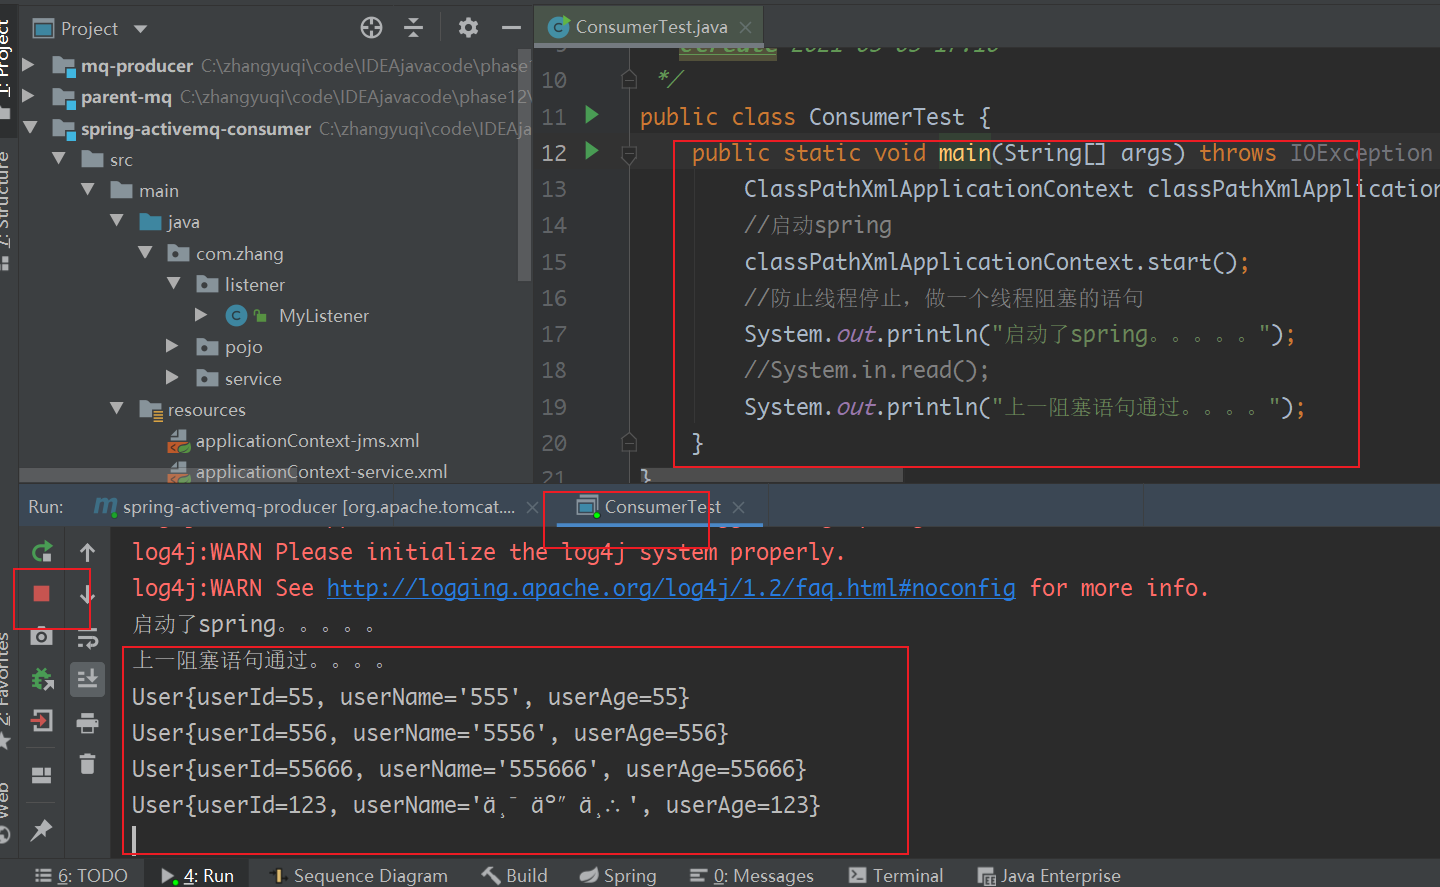 Project
ConsumerTest.java
1: Project
mq-producer C:\zhangyuqi\code\IDEAjavacode\phase1
parent-mq C:\zhangyuqi\code\IDEAjavacode\phase12\
spring-activemq-consumer C:\zhangyuqi\code\IDEAja
src
main
java
com.zhang
listener
MyListener
pojo
service
resources
applicationContext-jms.xml
applicationContext-service.xml
7: Structure
10 */
11 public class ConsumerTest {
12 public static void main(String[] args) throws IOException
13 ClassPathXmlApplicationContext classPathXmlApplication
14 //启动spring
15 classPathXmlApplicationContext.start();
16 //防止线程停止，做一个线程阻塞的语句
17 System.out.println("启动了spring。。。。。");
18 //System.in.read();
19 System.out.println("上一阻塞语句通过。。。。");
20 }
21 }
Run: spring-activemq-producer [org.apache.tomcat.... ConsumerTest
log4j:WARN Please initialize the log4j system properly.
log4j:WARN See http://logging.apache.org/log4j/1.2/faq.html#noconfig for more info.
启动了spring。。。。。
上一阻塞语句通过。。。。
User{userId=55, userName='555', userAge=55}
User{userId=556, userName='5556', userAge=556}
User{userId=55666, userName='555666', userAge=55666}
User{userId=123, userName='ä¸¯äº″ä¸∴', userAge=123}
2: Favorites
Web
6: TODO 4: Run Sequence Diagram Build Spring 0: Messages Terminal Java Enterprise